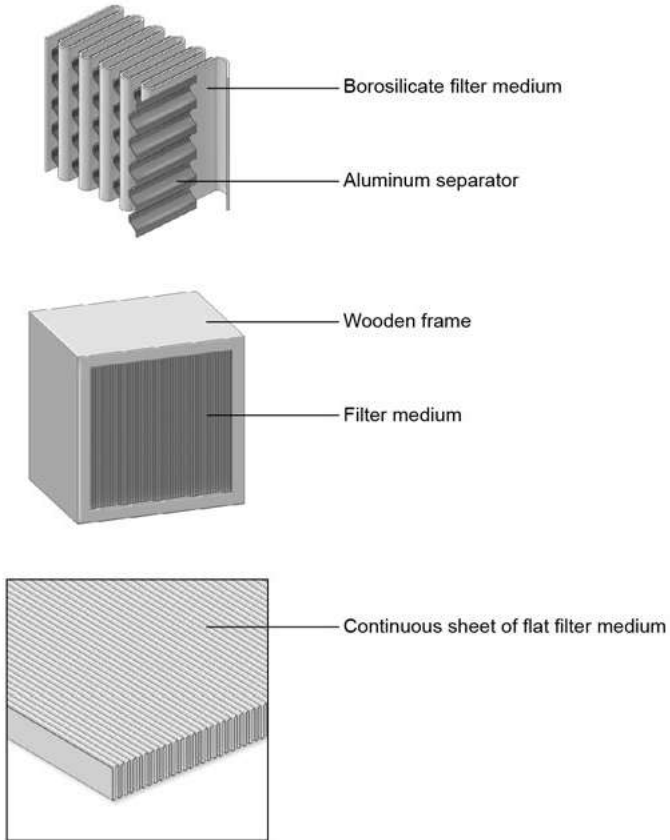 Borosilicate filter medium
Aluminum separator
Wooden frame
Filter medium
Continuous sheet of flat filter medium